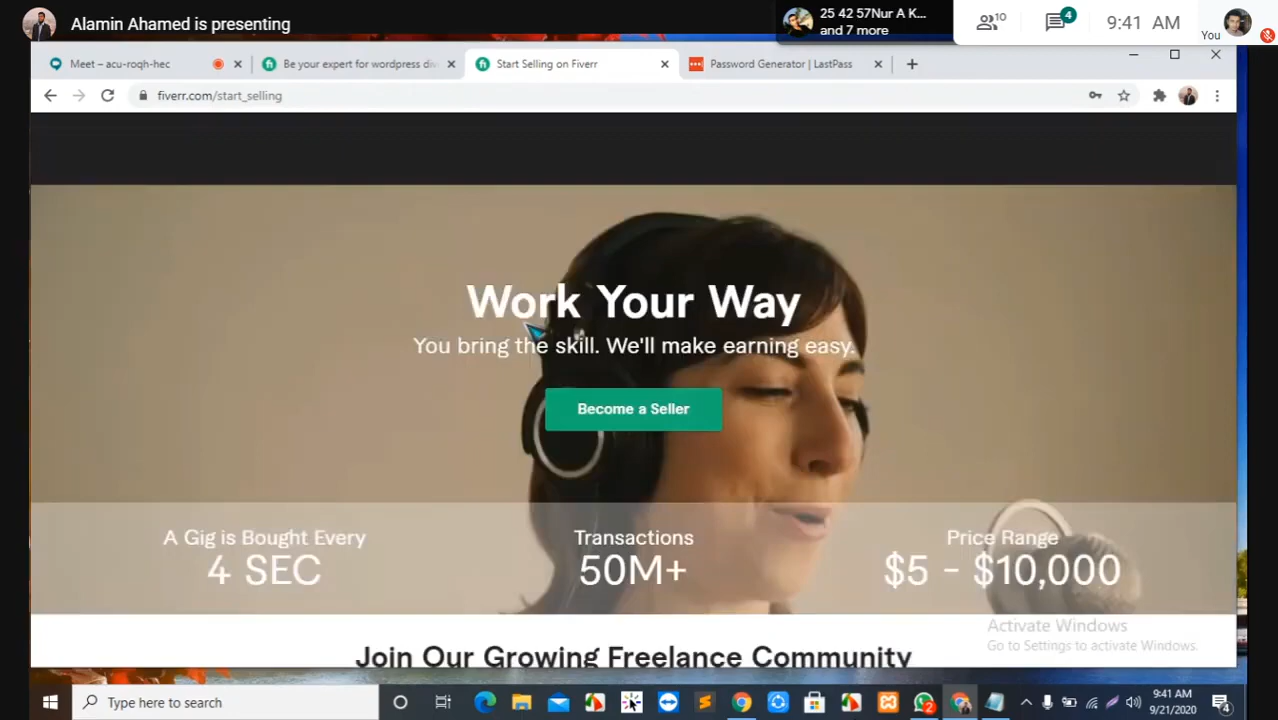 Alamin Ahamed is presenting
25 42 57Nur A K...
and 7 more
10
4
9:41 AM
You
Meet – acu-roqh-hec
Be your expert for wordpress div
Start Selling on Fiverr
Password Generator | LastPass
fiverr.com/start_selling
Work Your Way
You bring the skill. We'll make earning easy.
Become a Seller
A Gig is Bought Every
4 SEC
Transactions
50M+
Price Range
$5 - $10,000
Activate Windows
Go to Settings to activate Windows.
Join Our Growing Freelance Community
Type here to search
2
9:41 AM
9/21/2020
4